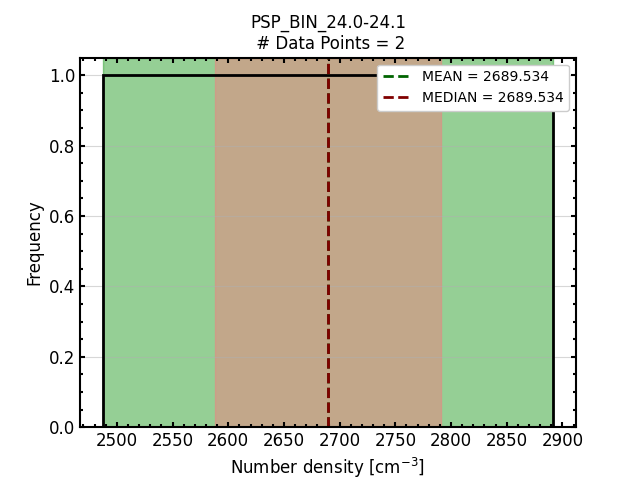 PSP_BIN_24.0-24.1
# Data Points = 2
MEAN = 2689.534
MEDIAN = 2689.534
1.0
0.8
0.6
0.4
0.2
0.0
Frequency
2500 2550 2600 2650 2700 2750 2800 2850 2900
Number density [cm⁻³]